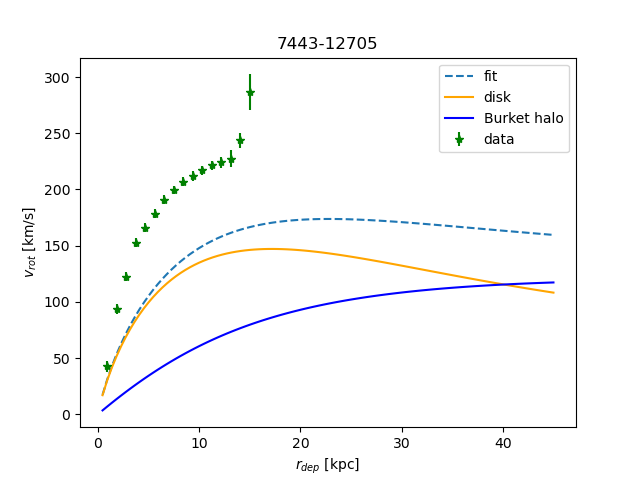 7443-12705
fit
disk
Burket halo
data
300
250
200
150
100
50
0
v_rot [km/s]
0 10 20 30 40
r_dep [kpc]